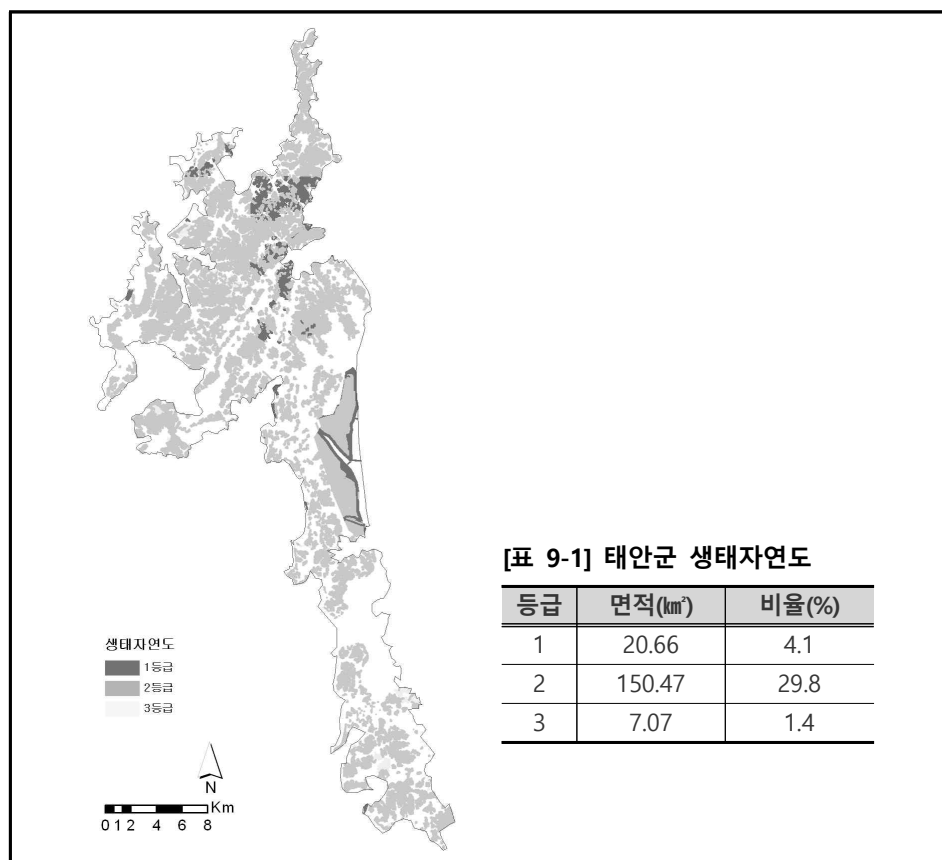 [표 9-1] 태안군 생태자연도
등급 면적(㎢) 비율(%)
1 20.66 4.1
2 150.47 29.8
3 7.07 1.4
생태자연도
1등급
2등급
3등급
N
Km
0 1 2 4 6 8